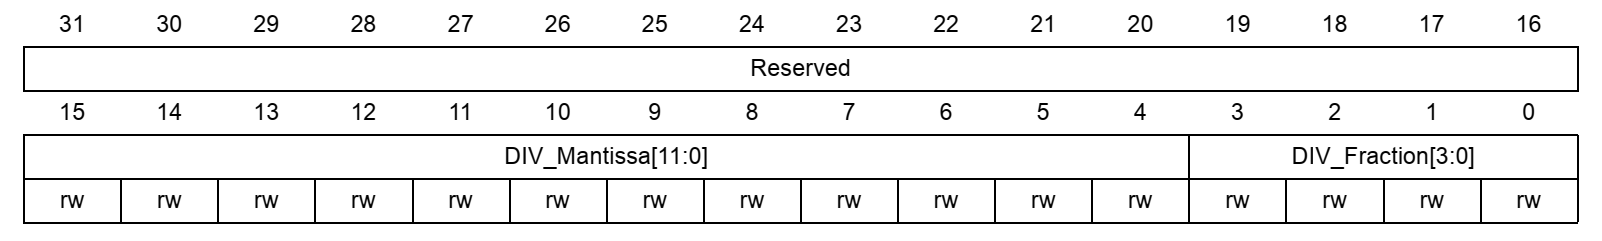 31 30 29 28 27 26 25 24 23 22 21 20 19 18 17 16
Reserved
15 14 13 12 11 10 9 8 7 6 5 4 3 2 1 0
DIV_Mantissa[11:0] DIV_Fraction[3:0]
rw rw rw rw rw rw rw rw rw rw rw rw rw rw rw rw